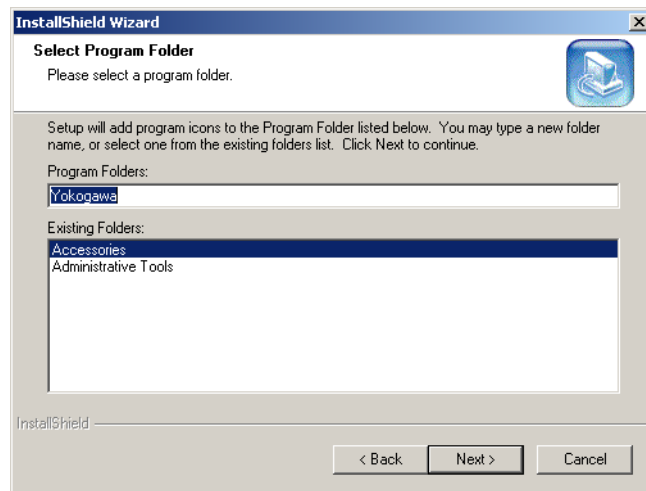 InstallShield Wizard
Select Program Folder
Please select a program folder.
Setup will add program icons to the Program Folder listed below. You may type a new folder
name, or select one from the existing folders list. Click Next to continue.
Program Folders:
Yokogawa
Existing Folders:
Accessories
Administrative Tools
InstallShield
< Back Next > Cancel